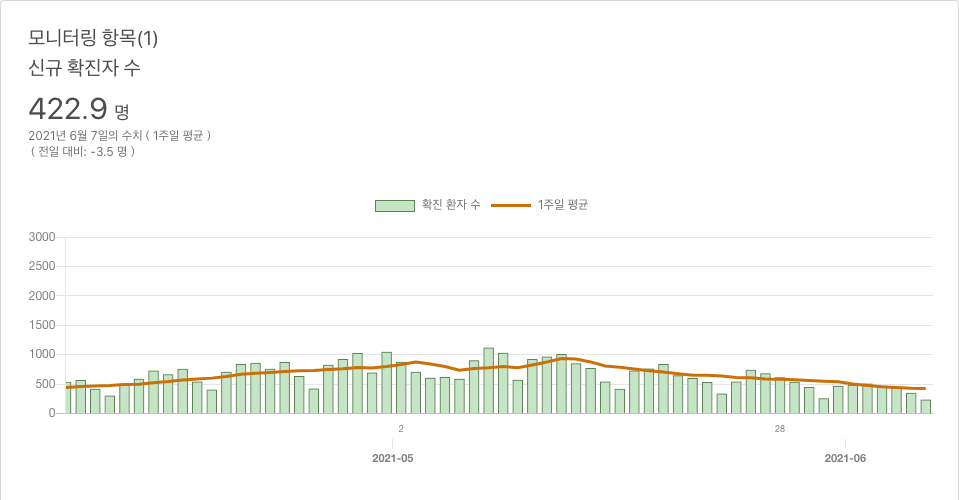 모니터링 항목(1)
신규 확진자 수
422.9 명
2021년 6월 7일의 수치 ( 1주일 평균 )
( 전일 대비: -3.5 명 )
확진 환자 수 1주일 평균
3000
2500
2000
1500
1000
500
0
2 28
2021-05 2021-06